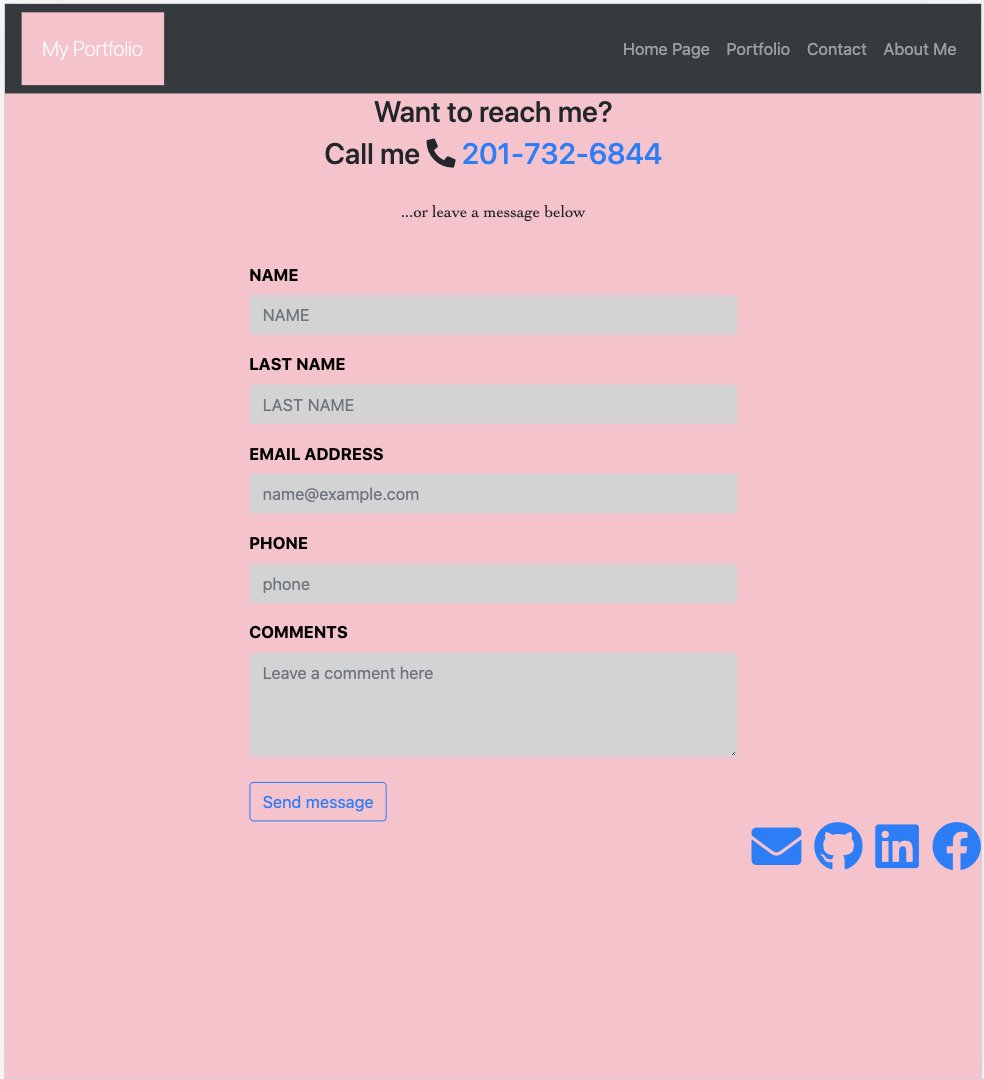 My Portfolio
Home Page Portfolio Contact About Me
Want to reach me?
Call me 201-732-6844
...or leave a message below
NAME
NAME
LAST NAME
LAST NAME
EMAIL ADDRESS
name@example.com
PHONE
phone
COMMENTS
Leave a comment here
Send message
in f